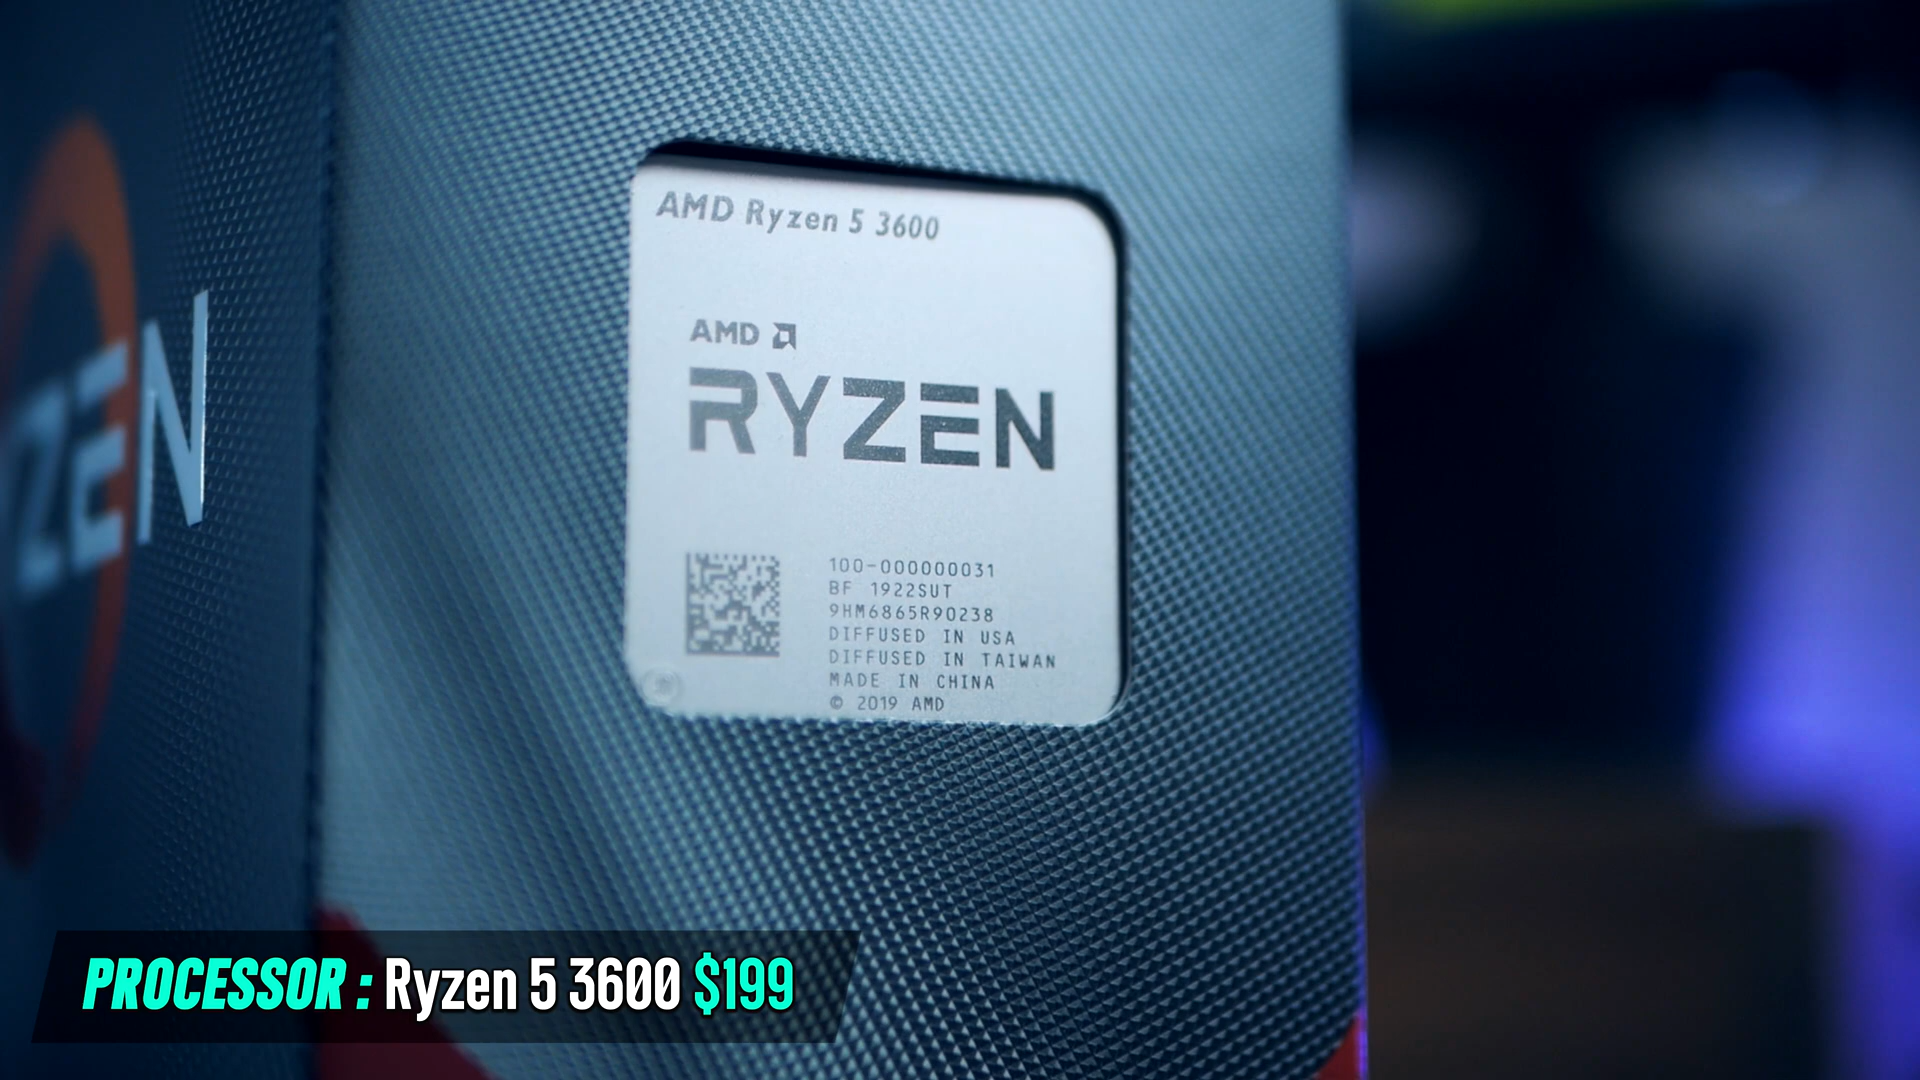 AMD Ryzen 5 3600
AMD
RYZEN
100-000000031
BF 1922SUT
9HM6865R90238
DIFFUSED IN USA
DIFFUSED IN TAIWAN
MADE IN CHINA
© 2019 AMD
ZEN
PROCESSOR : Ryzen 5 3600 $199